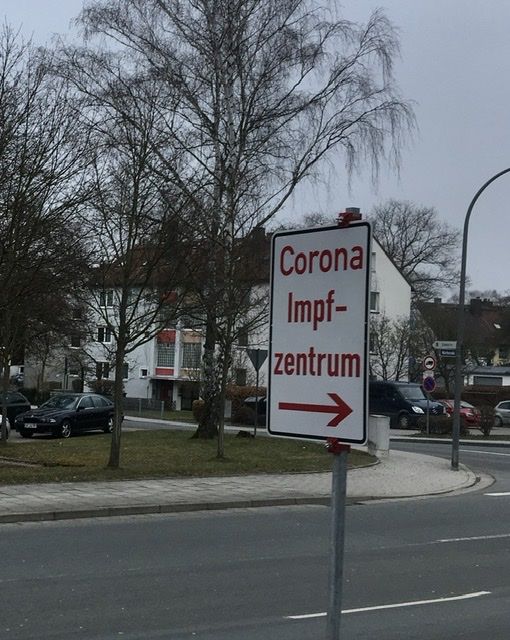 Corona
Impf-
zentrum